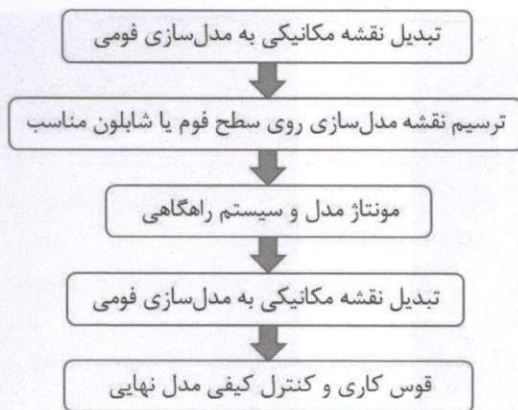 تبدیل نقشه مکانیکی به مدل‌سازی فومی
ترسیم نقشه مدل‌سازی روی سطح فوم یا شابلون مناسب
مونتاژ مدل و سیستم راهگاهی
تبدیل نقشه مکانیکی به مدل‌سازی فومی
قوس کاری و کنترل کیفی مدل نهایی